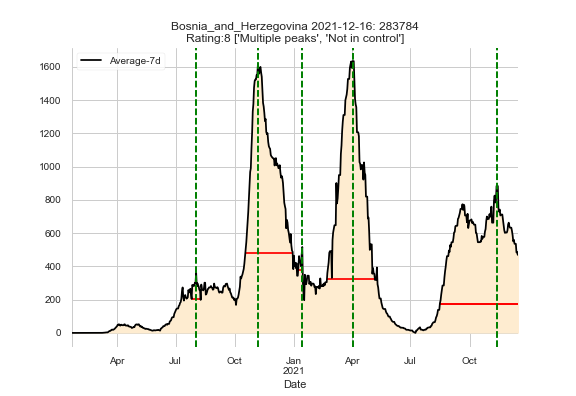 Bosnia_and_Herzegovina 2021-12-16: 283784
Rating:8 ['Multiple peaks', 'Not in control']
Average-7d
1600
1400
1200
1000
800
600
400
200
0
Apr Jul Oct Jan Apr Jul Oct
2021
Date